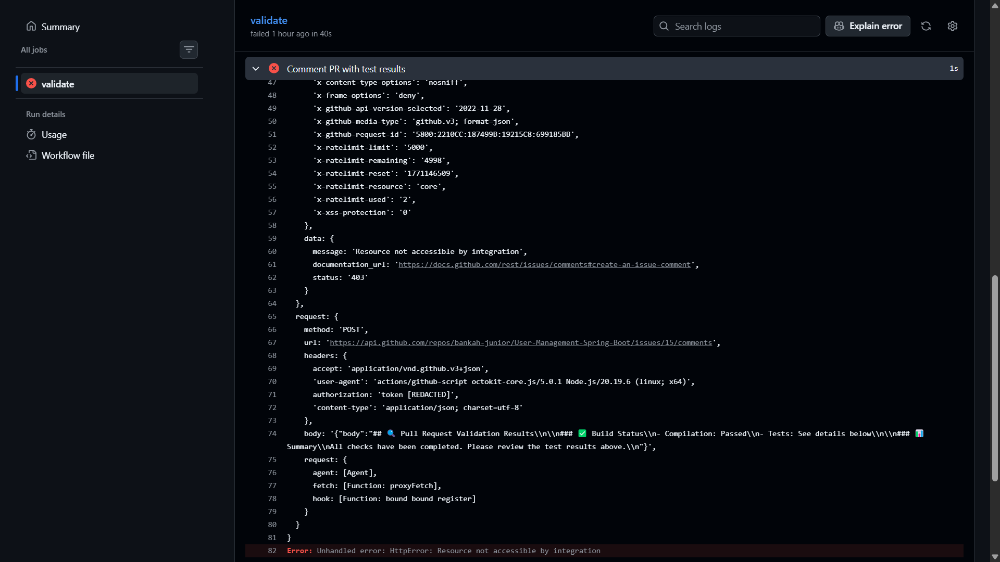 Summary
All jobs
validate
Run details
Usage
Workflow file
validate
failed 1 hour ago in 40s
Search logs
Explain error
Comment PR with test results
1s
47 'x-content-type-options': 'nosniff',
48 'x-frame-options': 'deny',
49 'x-github-api-version-selected': '2022-11-28',
50 'x-github-media-type': 'github.v3; format=json',
51 'x-github-request-id': '5800:2210CC:187499B:19215C8:699185BB',
52 'x-ratelimit-limit': '5000',
53 'x-ratelimit-remaining': '4998',
54 'x-ratelimit-reset': '1771146509',
55 'x-ratelimit-resource': 'core',
56 'x-ratelimit-used': '2',
57 'x-xss-protection': '0'
58 },
59 data: {
60 message: 'Resource not accessible by integration',
61 documentation_url: 'https://docs.github.com/rest/issues/comments#create-an-issue-comment',
62 status: '403'
63 }
64 },
65 request: {
66 method: 'POST',
67 url: 'https://api.github.com/repos/bankah-junior/User-Management-Spring-Boot/issues/15/comments',
68 headers: {
69 accept: 'application/vnd.github.v3+json',
70 'user-agent': 'actions/github-script octokit-core.js/5.0.1 Node.js/20.19.6 (linux; x64)',
71 authorization: 'token [REDACTED]',
72 'content-type': 'application/json; charset=utf-8'
73 },
74 body: '{"body":"## 🔍 Pull Request Validation Results\\n\\n### ✅ Build Status\\n- Compilation: Passed\\n- Tests: See details below\\n\\n### 📊
Summary\\nAll checks have been completed. Please review the test results above.\\n"}',
75 request: {
76 agent: [Agent],
77 fetch: [Function: proxyFetch],
78 hook: [Function: bound bound register]
79 }
80 }
81 }
82 Error: Unhandled error: HttpError: Resource not accessible by integration